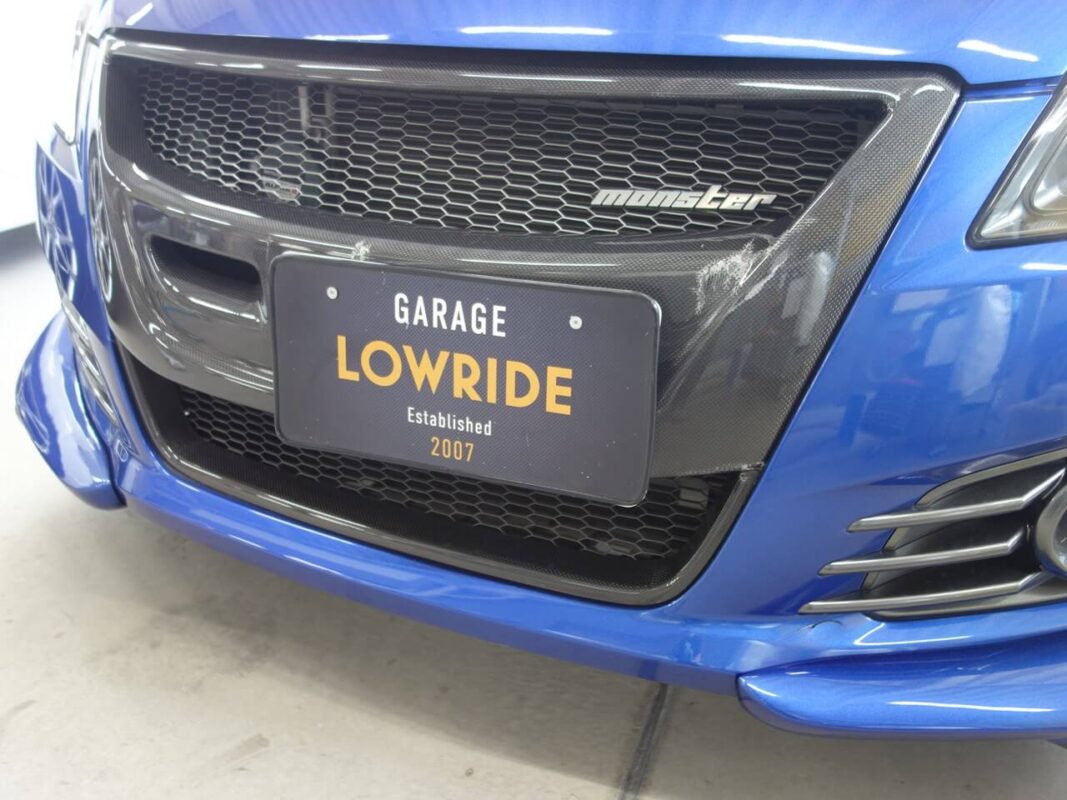 monster
GARAGE
LOWRIDE
Established
2007